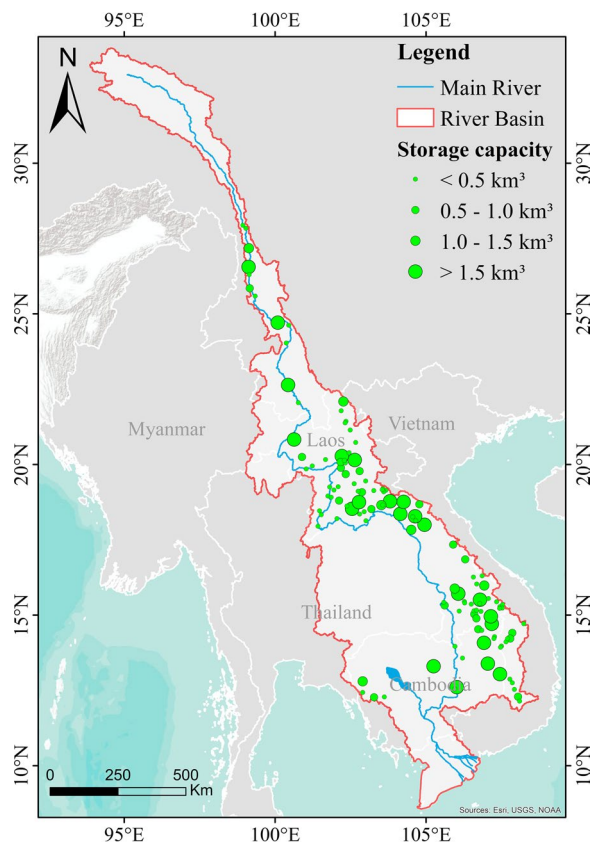 95°E 100°E 105°E
N
Legend
Main River
River Basin
Storage capacity
< 0.5 km³
0.5 - 1.0 km³
1.0 - 1.5 km³
> 1.5 km³
30°N 30°N
25°N 25°N
20°N 20°N
15°N 15°N
10°N 10°N
Myanmar
Laos
Vietnam
Thailand
Cambodia
0 250 500
Km
Sources: Esri, USGS, NOAA
95°E 100°E 105°E